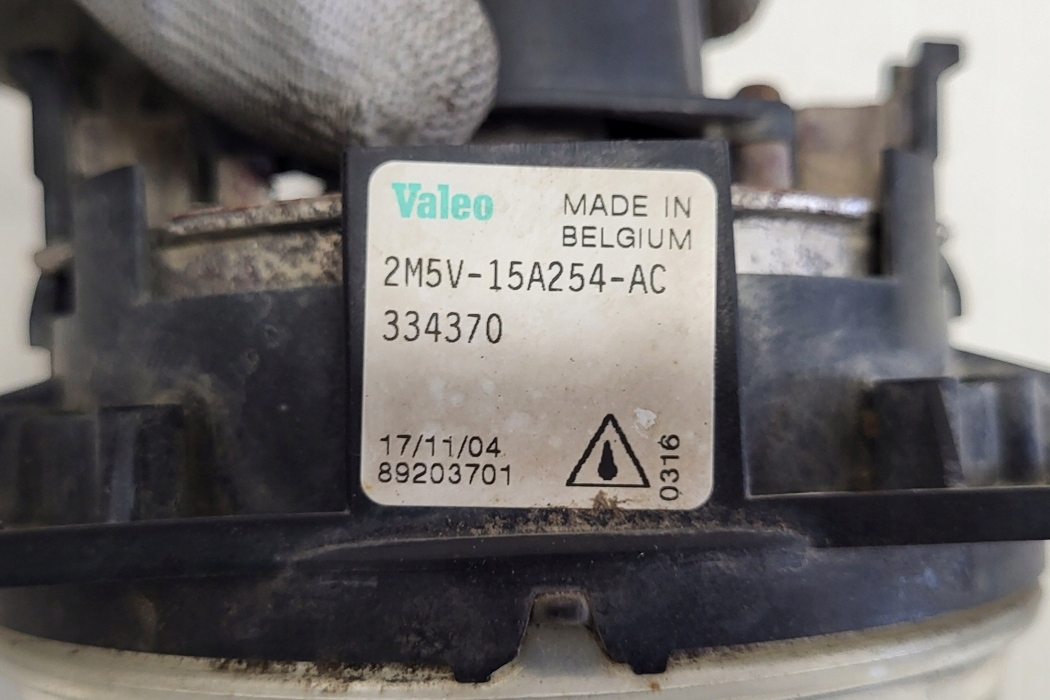 Valeo
MADE IN
BELGIUM
2M5V-15A254-AC
334370
17/11/04
89203701
0316